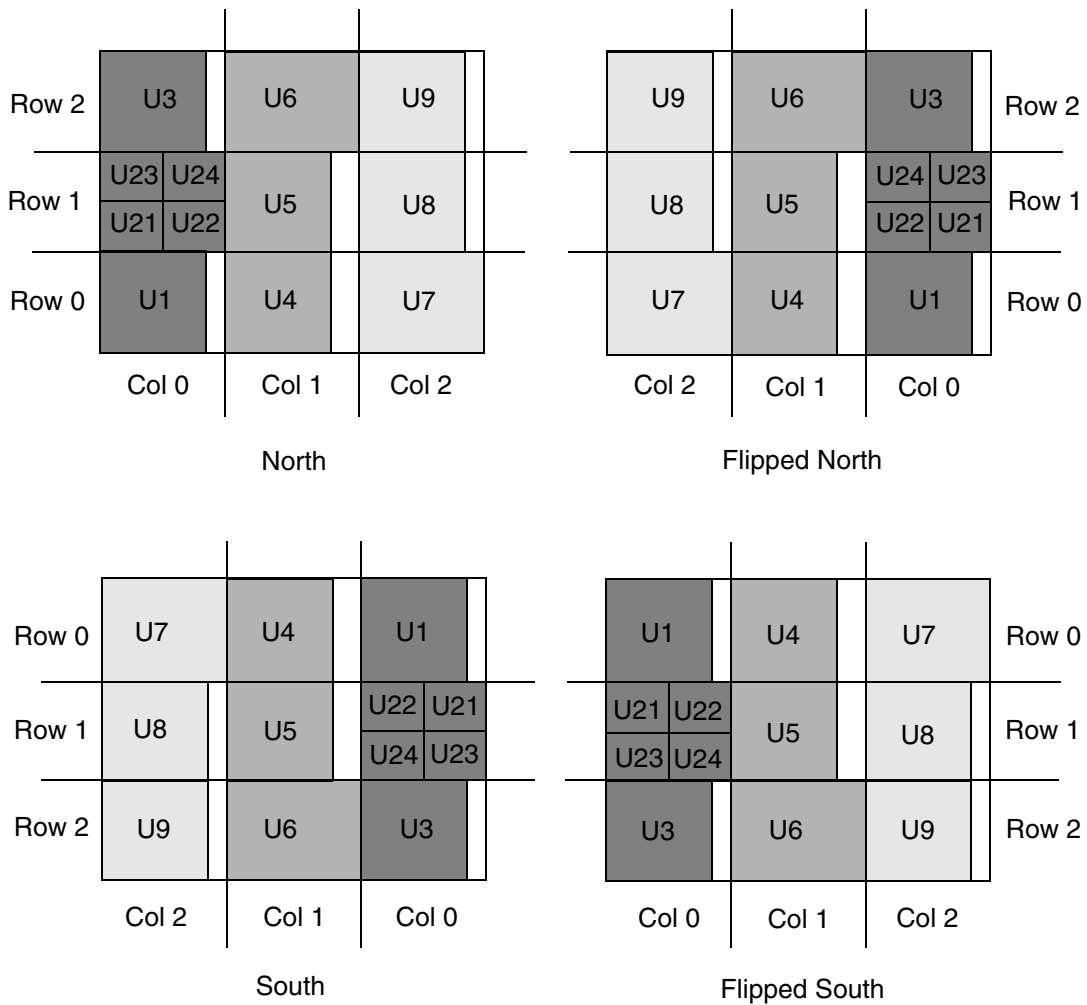 Row 2 U3 U6 U9
U23 U24
Row 1 U5 U8
U21 U22
Row 0 U1 U4 U7
Col 0 Col 1 Col 2
North
U9 U6 U3 Row 2
U24 U23
U8 U5 Row 1
U22 U21
U7 U4 U1 Row 0
Col 2 Col 1 Col 0
Flipped North
Row 0 U7 U4 U1
U22 U21
Row 1 U8 U5
U24 U23
Row 2 U9 U6 U3
Col 2 Col 1 Col 0
South
U1 U4 U7 Row 0
U21 U22
U5 U8 Row 1
U23 U24
U3 U6 U9 Row 2
Col 0 Col 1 Col 2
Flipped South